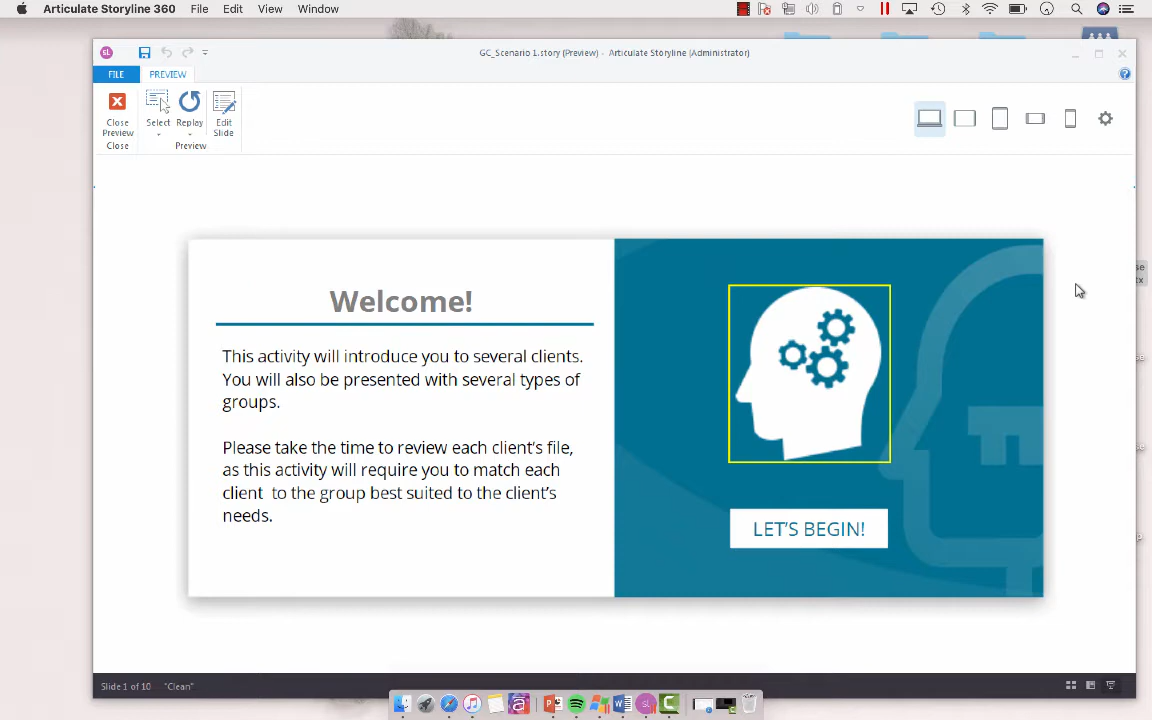 Articulate Storyline 360 File Edit View Window
SL GC_Scenario 1.story (Preview) - Articulate Storyline (Administrator)
FILE PREVIEW
Close Preview Select Replay Edit Slide
Close Preview
Welcome!
This activity will introduce you to several clients.
You will also be presented with several types of
groups.
Please take the time to review each client's file,
as this activity will require you to match each
client to the group best suited to the client's
needs.
LET'S BEGIN!
Slide 1 of 10 "Clean"